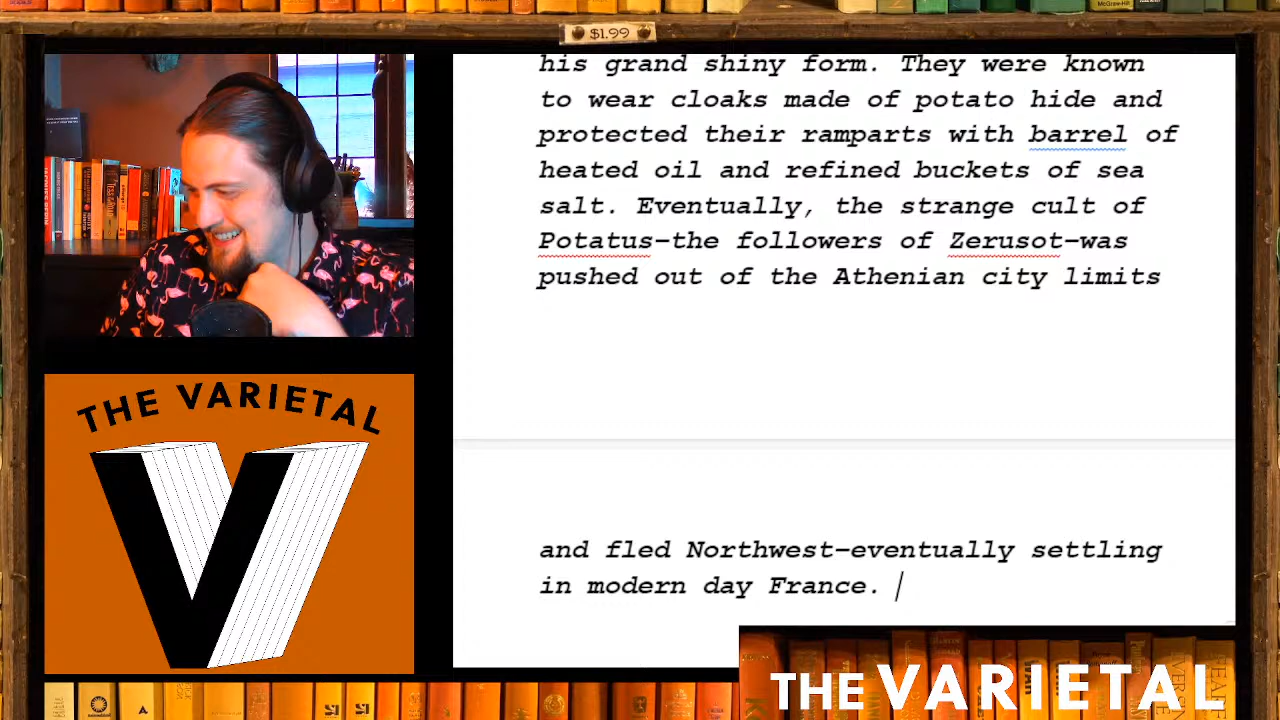 McGraw-Hill
$1.99
his grand shiny form. They were known
to wear cloaks made of potato hide and
protected their ramparts with barrel of
heated oil and refined buckets of sea
salt. Eventually, the strange cult of
Potatus-the followers of Zerusot-was
pushed out of the Athenian city limits
and fled Northwest-eventually settling
in modern day France.
THE VARIETAL
THE VARIETAL